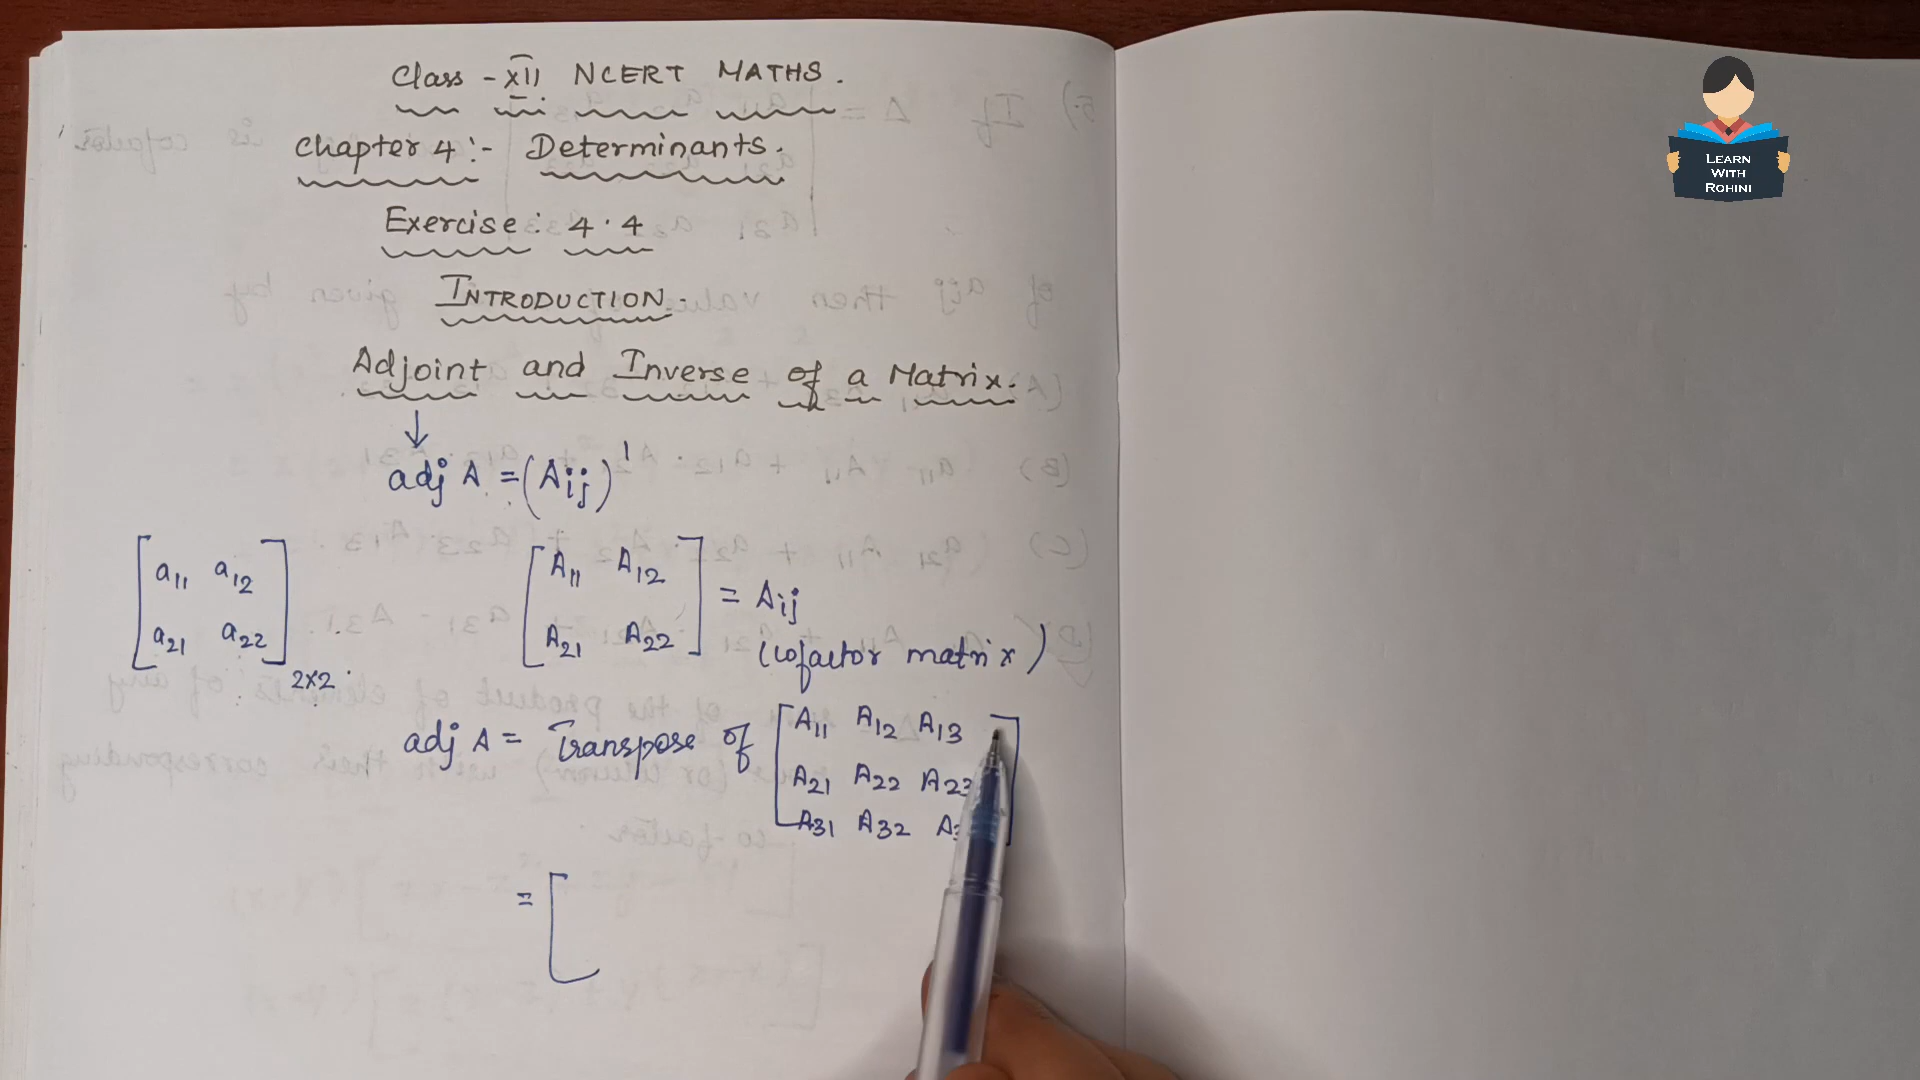 Class - XII NCERT MATHS.
Chapter 4 :- Determinants.
Exercise : 4.4
INTRODUCTION.
Adjoint and Inverse of a Matrix.
↓
adj A = (Aij)'
[a11 a12
a21 a22] 2x2.
[A11 A12
A21 A22] = Aij
(cofactor matrix)
adj A = Transpose of [A11 A12 A13
A21 A22 A23
A31 A32
= [
LEARN
WITH
ROHINI